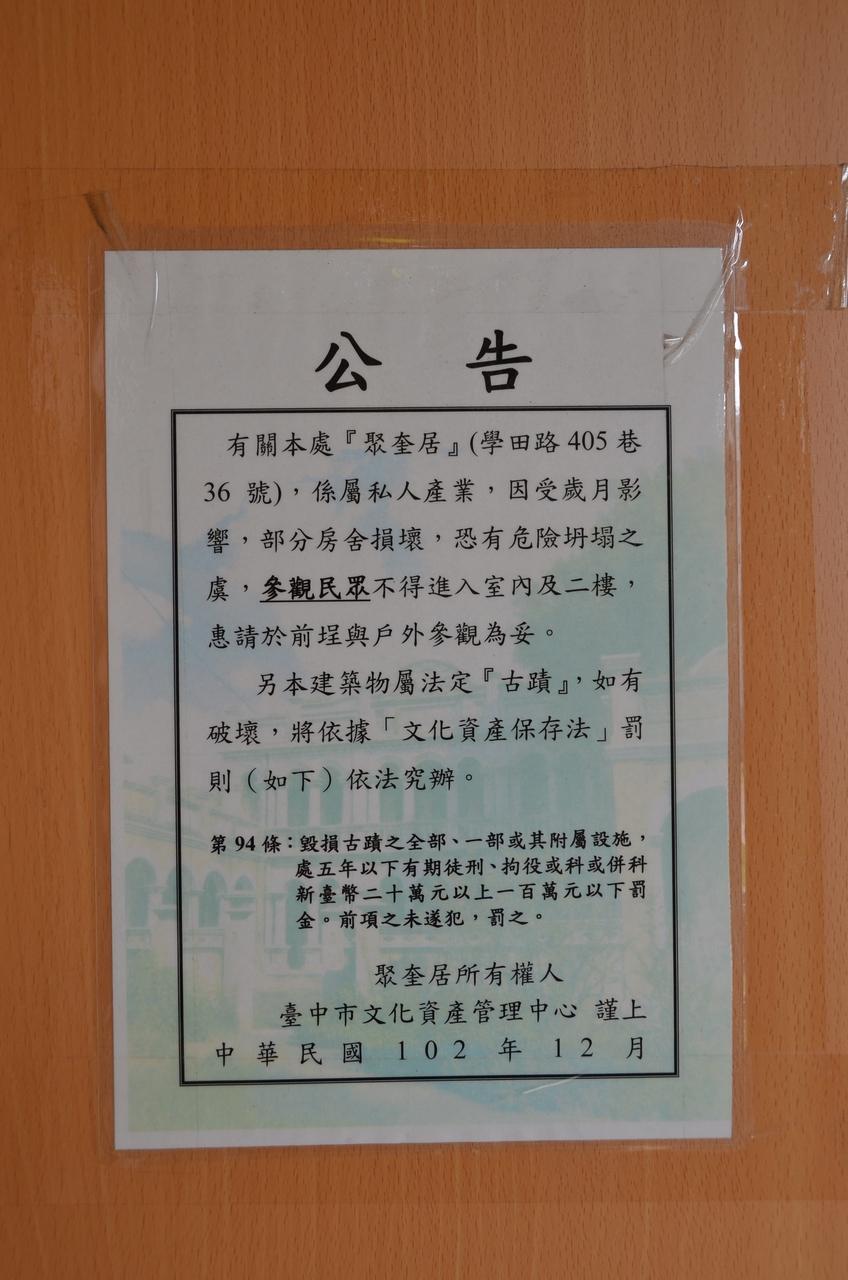 公告
有關本處『聚奎居』(學田路 405 巷
36 號)，係屬私人產業，因受歲月影
響，部分房舍損壞，恐有危險坍塌之
虞，參觀民眾不得進入室內及二樓，
惠請於前埕與戶外參觀為妥。
另本建築物屬法定『古蹟』，如有
破壞，將依據「文化資產保存法」罰
則（如下）依法究辦。
第 94 條：毀損古蹟之全部、一部或其附屬設施，
處五年以下有期徒刑、拘役或科或併科
新臺幣二十萬元以上一百萬元以下罰
金。前項之未遂犯，罰之。
聚奎居所有權人
臺中市文化資產管理中心 謹上
中華民國 102 年 12 月